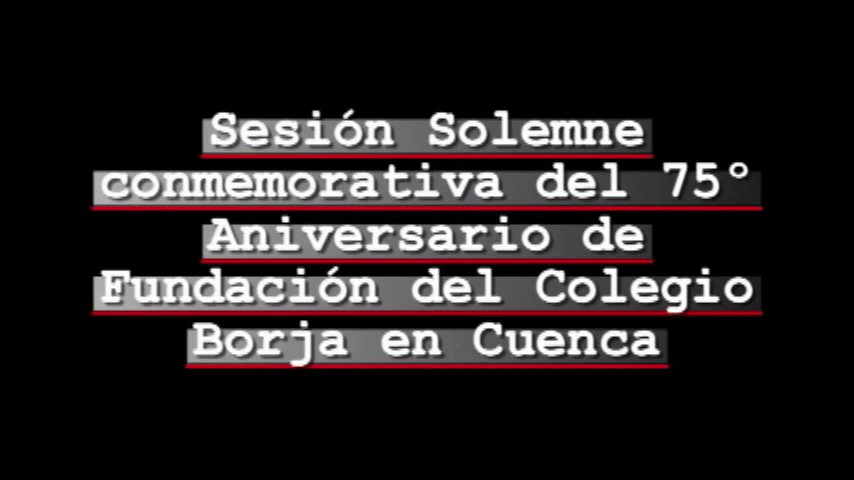 Sesión Solemne
conmemorativa del 75°
Aniversario de
Fundación del Colegio
Borja en Cuenca